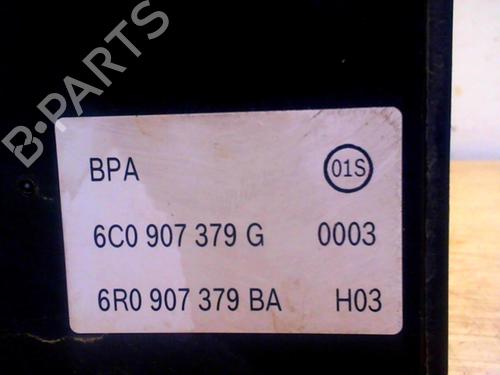 B-PARTS
BPA 01S
6C0 907 379 G 0003
6R0 907 379 BA H03